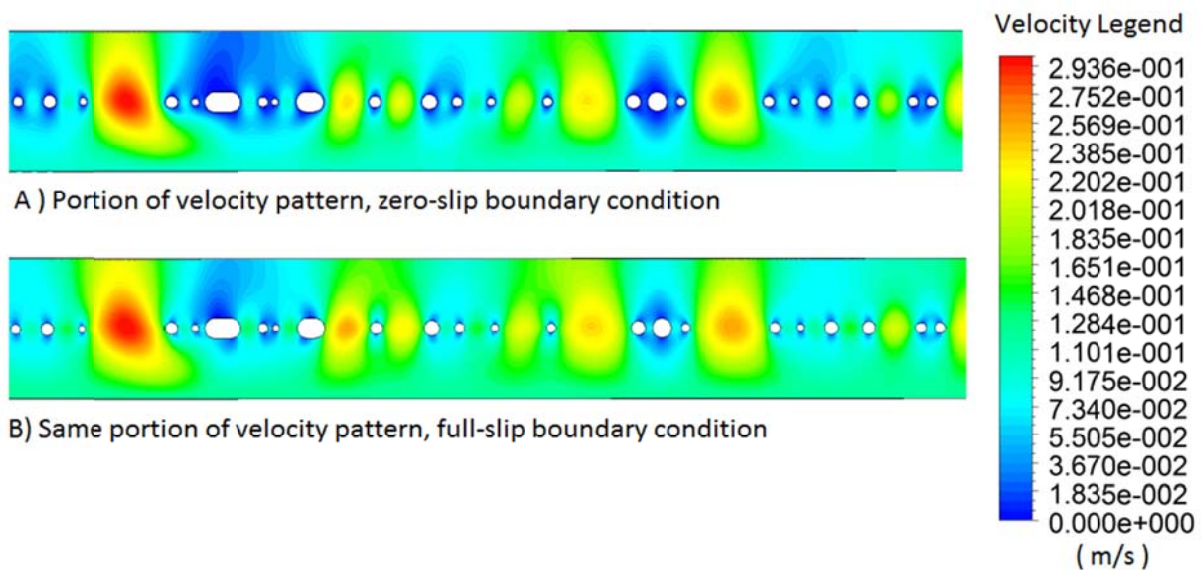 Velocity Legend
2.936e-001
2.752e-001
2.569e-001
2.385e-001
2.202e-001
2.018e-001
1.835e-001
1.651e-001
1.468e-001
1.284e-001
1.101e-001
9.175e-002
7.340e-002
5.505e-002
3.670e-002
1.835e-002
0.000e+000
( m/s )
A ) Portion of velocity pattern, zero-slip boundary condition
B) Same portion of velocity pattern, full-slip boundary condition